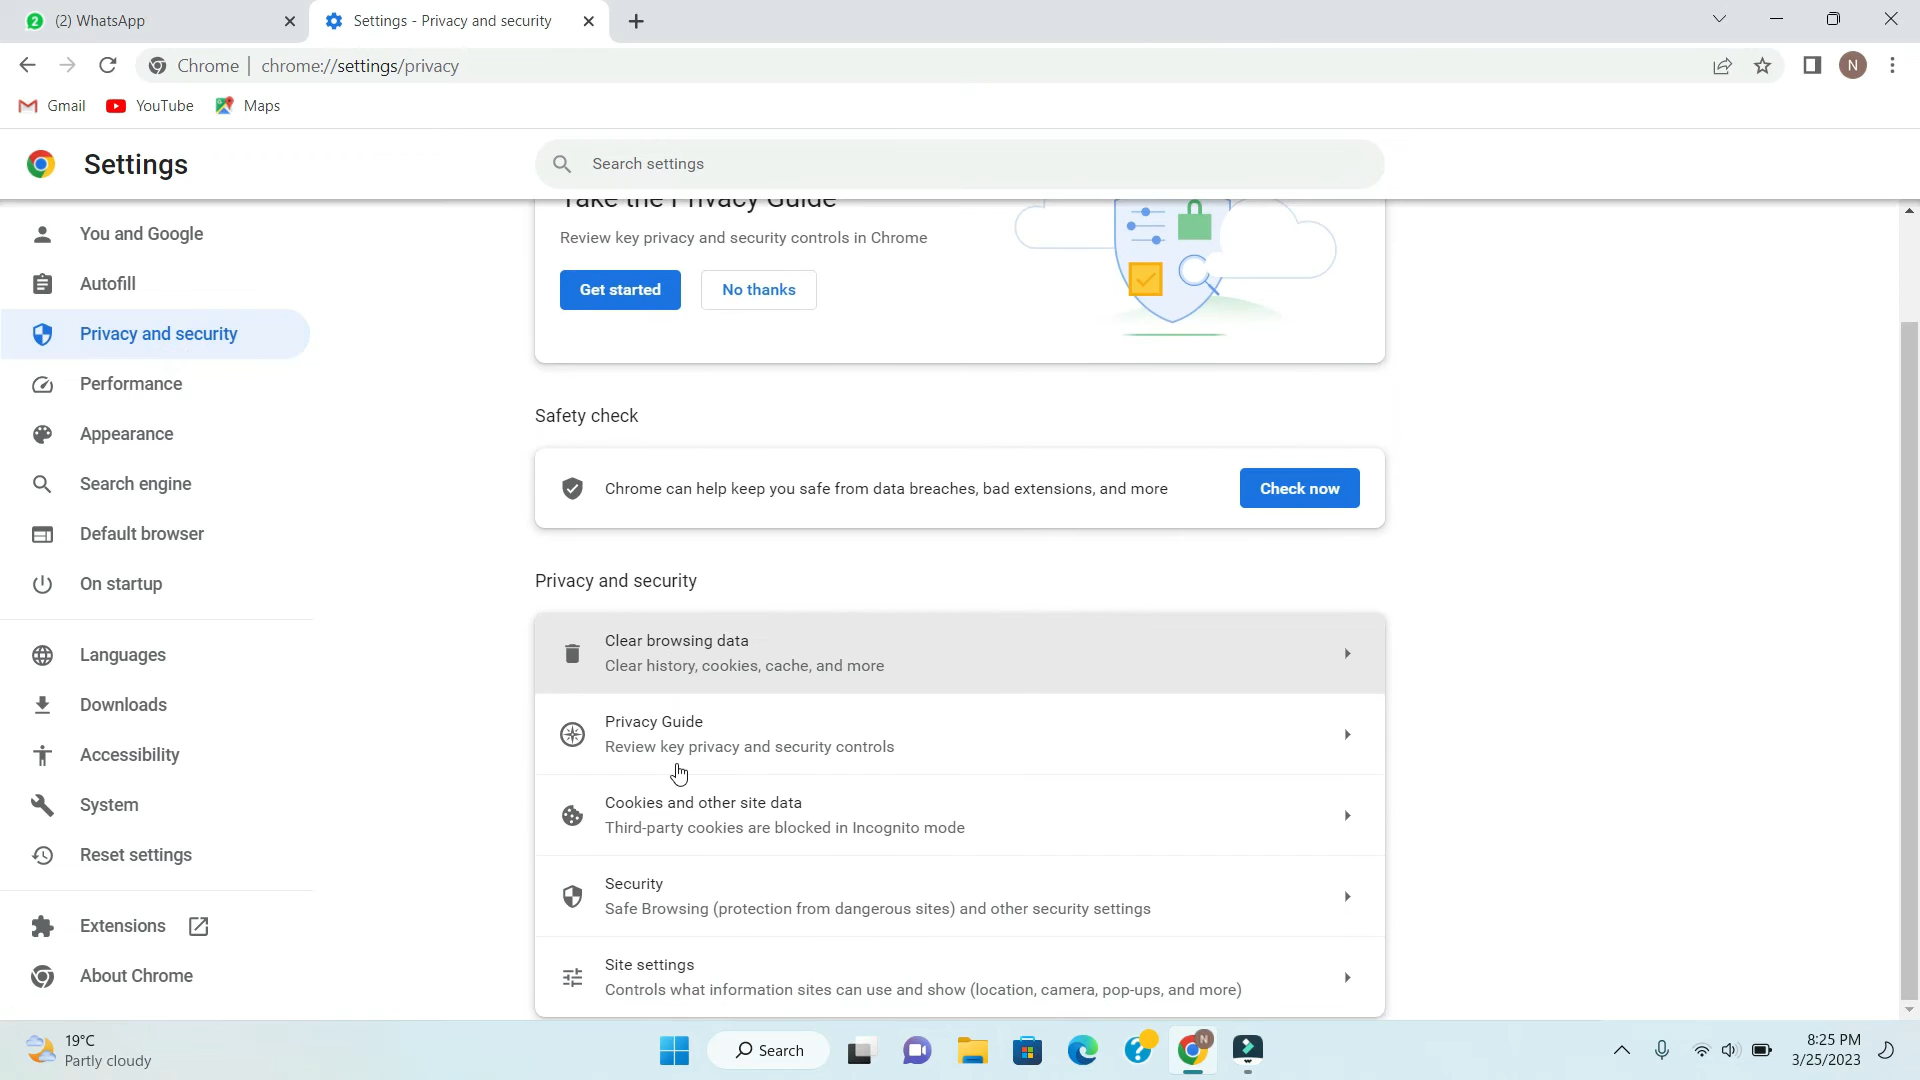 2 (2) WhatsApp
Settings - Privacy and security
Chrome | chrome://settings/privacy
N
Gmail YouTube Maps
Settings
Search settings
Take the Privacy Guide
Review key privacy and security controls in Chrome
Get started No thanks
You and Google
Autofill
Privacy and security
Performance
Appearance
Search engine
Default browser
On startup
Languages
Downloads
Accessibility
System
Reset settings
Extensions
About Chrome
Safety check
Chrome can help keep you safe from data breaches, bad extensions, and more
Check now
Privacy and security
Clear browsing data
Clear history, cookies, cache, and more
Privacy Guide
Review key privacy and security controls
Cookies and other site data
Third-party cookies are blocked in Incognito mode
Security
Safe Browsing (protection from dangerous sites) and other security settings
Site settings
Controls what information sites can use and show (location, camera, pop-ups, and more)
19°C
Partly cloudy
Search
N
8:25 PM
3/25/2023